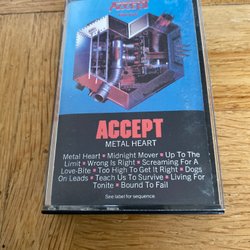 ACCEPT
ACCEPT
METAL HEART
Metal Heart ▪ Midnight Mover ▪ Up To The
Limit ▪ Wrong Is Right ▪ Screaming For A
Love-Bite ▪ Too High To Get It Right ▪ Dogs
On Leads ▪ Teach Us To Survive ▪ Living For
Tonite ▪ Bound To Fail
See label for sequence.